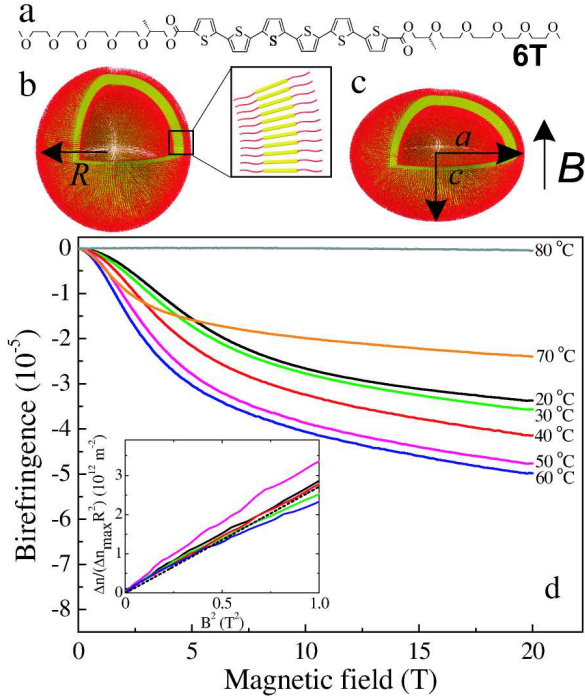 a
O O O O O O O S S S S S S O O O O O O O
6T
b
c
R
a
c
B
0
-1
-2
-3
-4
-5
-6
-7
-8
Birefringence (10⁻⁵)
80 °C
70 °C
20 °C
30 °C
40 °C
50 °C
60 °C
3
2
1
0
Δn/(Δn_max R²) (10¹² m⁻²)
0 0.5 1.0
B² (T²)
d
0 5 10 15 20
Magnetic field (T)